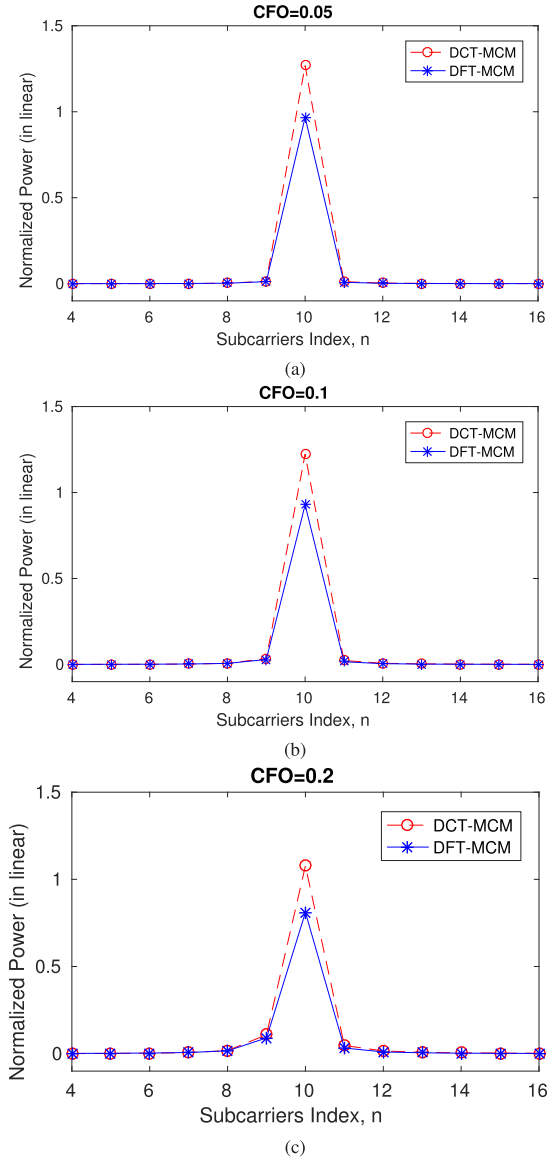 CFO=0.05
1.5
DCT-MCM
DFT-MCM
1
Normalized Power (in linear)
0.5
0
4 6 8 10 12 14 16
Subcarriers Index, n
(a)
CFO=0.1
1.5
DCT-MCM
DFT-MCM
1
Normalized Power (in linear)
0.5
0
4 6 8 10 12 14 16
Subcarriers Index, n
(b)
CFO=0.2
1.5
DCT-MCM
DFT-MCM
1
Normalized Power (in linear)
0.5
0
4 6 8 10 12 14 16
Subcarriers Index, n
(c)